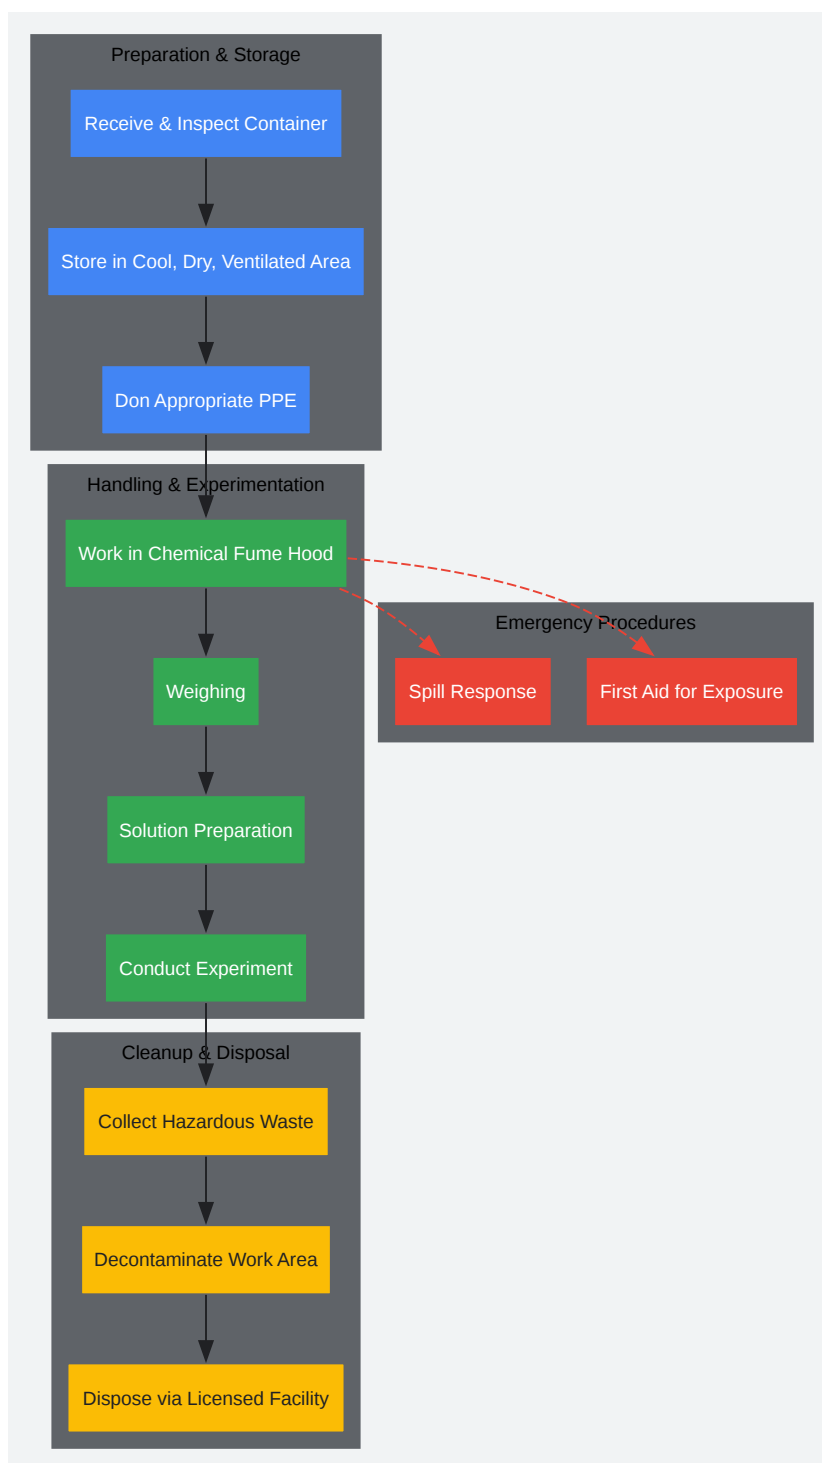 Preparation & Storage
Receive & Inspect Container
Store in Cool, Dry, Ventilated Area
Don Appropriate PPE
Handling & Experimentation
Work in Chemical Fume Hood
Emergency Procedures
Weighing
Spill Response
First Aid for Exposure
Solution Preparation
Conduct Experiment
Cleanup & Disposal
Collect Hazardous Waste
Decontaminate Work Area
Dispose via Licensed Facility